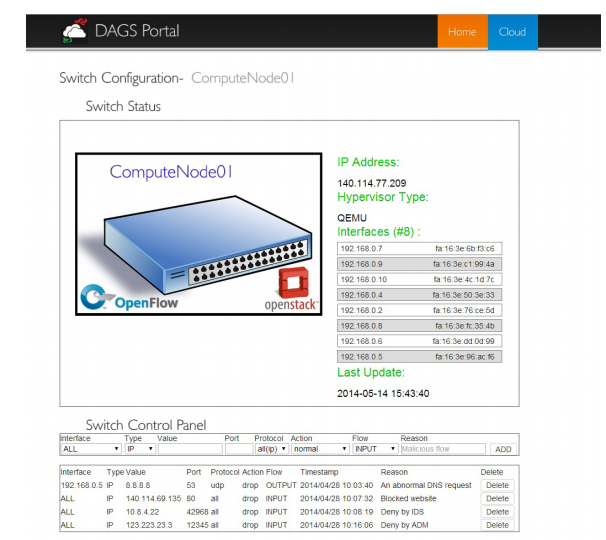 DAGS Portal
Home Cloud
Switch Configuration- ComputeNode01
Switch Status
ComputeNode01
OpenFlow
openstack
IP Address:
140.114.77.209
Hypervisor Type:
QEMU
Interfaces (#8) :
192.168.0.7 fa:16:3e:6b:f3:c6
192.168.0.9 fa:16:3e:c1:99:4a
192.168.0.10 fa:16:3e:4c:1d:7c
192.168.0.4 fa:16:3e:50:3e:33
192.168.0.2 fa:16:3e:76:ce:5d
192.168.0.8 fa:16:3e:fc:35:4b
192.168.0.6 fa:16:3e:dd:0d:99
192.168.0.5 fa:16:3e:96:ac:f6
Last Update:
2014-05-14 15:43:40
Switch Control Panel
Interface Type Value Port Protocol Action Flow Reason
ALL IP all(ip) normal INPUT Malicious flow ADD
Interface Type Value Port Protocol Action Flow Timestamp Reason Delete
192.168.0.5 IP 8.8.8.8 53 udp drop OUTPUT 2014/04/28 10:03:40 An abnormal DNS request Delete
ALL IP 140.114.69.135 80 all drop INPUT 2014/04/28 10:07:32 Blocked website Delete
ALL IP 10.8.4.22 42968 all drop INPUT 2014/04/28 10:08:19 Deny by IDS Delete
ALL IP 123.223.23.3 12345 all drop INPUT 2014/04/28 10:16:06 Deny by ADM Delete